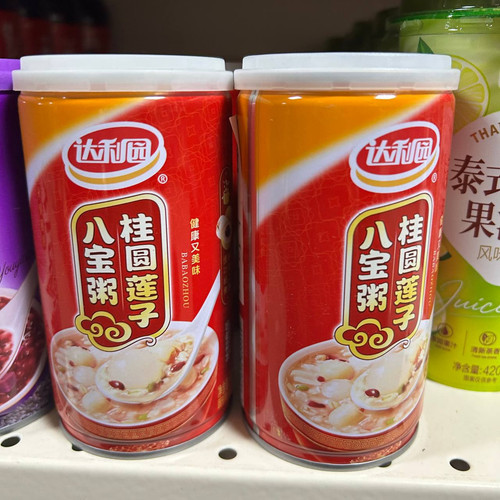 达利园®
桂圆莲子
八宝粥
健康又美味
BABAOZHOU
达利园®
桂圆莲子
八宝粥
THA
泰式
果
风味
Juice
净含量:420